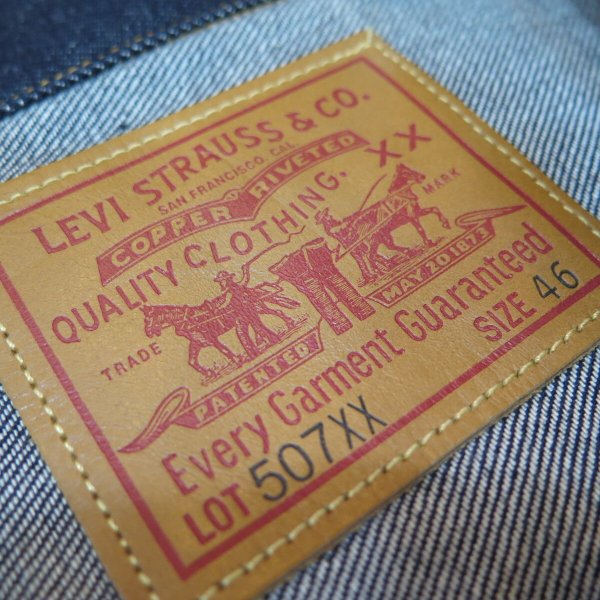 LEVI STRAUSS & CO.
SAN FRANCISCO, CAL.
COPPER RIVETED
QUALITY CLOTHING. XX
TRADE MARK
PATENTED MAY 20 1873
Every Garment Guaranteed
LOT 507XX SIZE 46